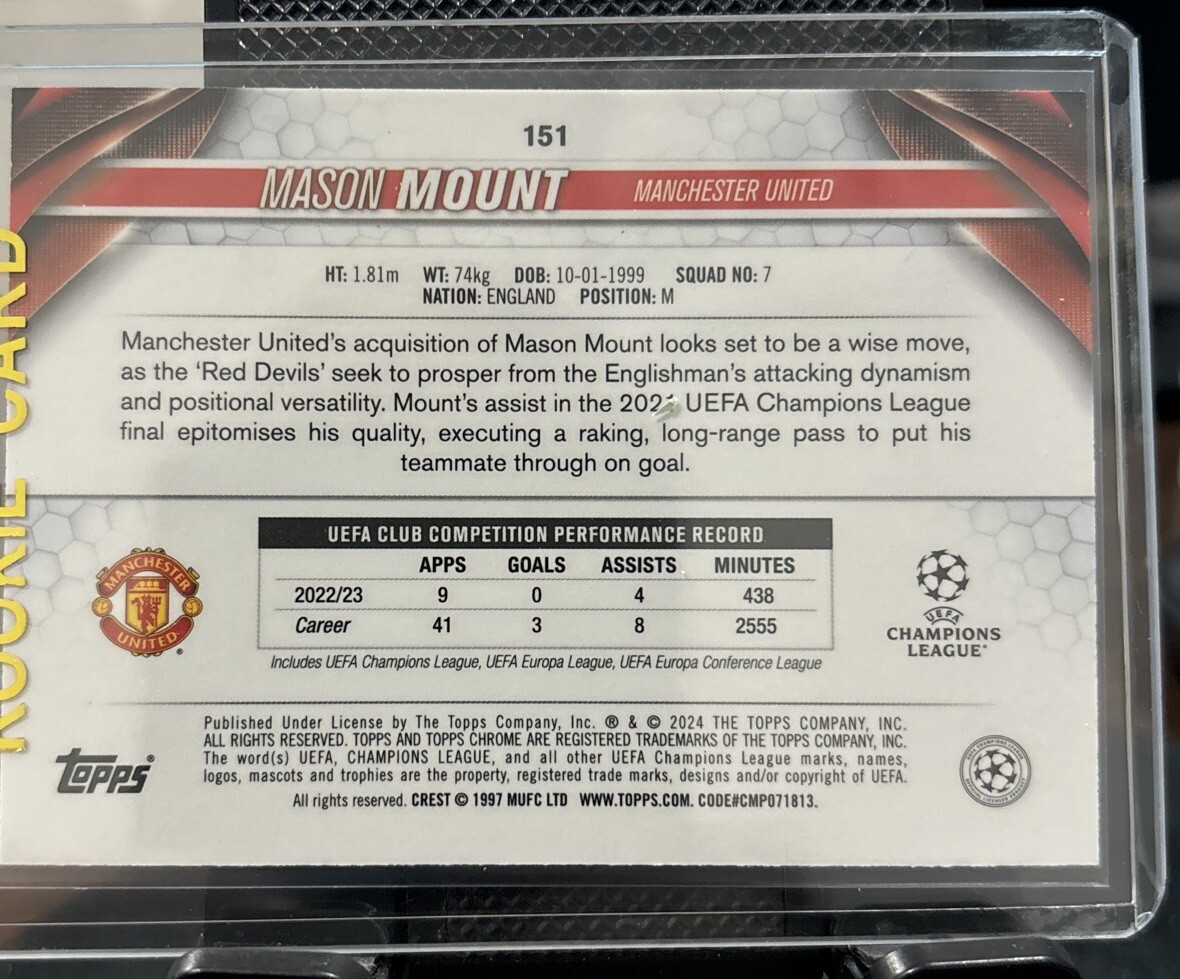 151
MASON MOUNT MANCHESTER UNITED
HT: 1.81m WT: 74kg DOB: 10-01-1999 SQUAD NO: 7
NATION: ENGLAND POSITION: M
Manchester United's acquisition of Mason Mount looks set to be a wise move,
as the 'Red Devils' seek to prosper from the Englishman's attacking dynamism
and positional versatility. Mount's assist in the 2021 UEFA Champions League
final epitomises his quality, executing a raking, long-range pass to put his
teammate through on goal.
UEFA CLUB COMPETITION PERFORMANCE RECORD
APPS GOALS ASSISTS MINUTES
2022/23 9 0 4 438
Career 41 3 8 2555
Includes UEFA Champions League, UEFA Europa League, UEFA Europa Conference League
MANCHESTER
UNITED
UEFA
CHAMPIONS
LEAGUE
ROOKIE CARD
Published Under License by The Topps Company, Inc. ® & © 2024 THE TOPPS COMPANY, INC.
ALL RIGHTS RESERVED. TOPPS AND TOPPS CHROME ARE REGISTERED TRADEMARKS OF THE TOPPS COMPANY, INC.
The word(s) UEFA, CHAMPIONS LEAGUE, and all other UEFA Champions League marks, names,
logos, mascots and trophies are the property, registered trade marks, designs and/or copyright of UEFA.
All rights reserved. CREST © 1997 MUFC LTD WWW.TOPPS.COM. CODE#CMP071813.
topps®